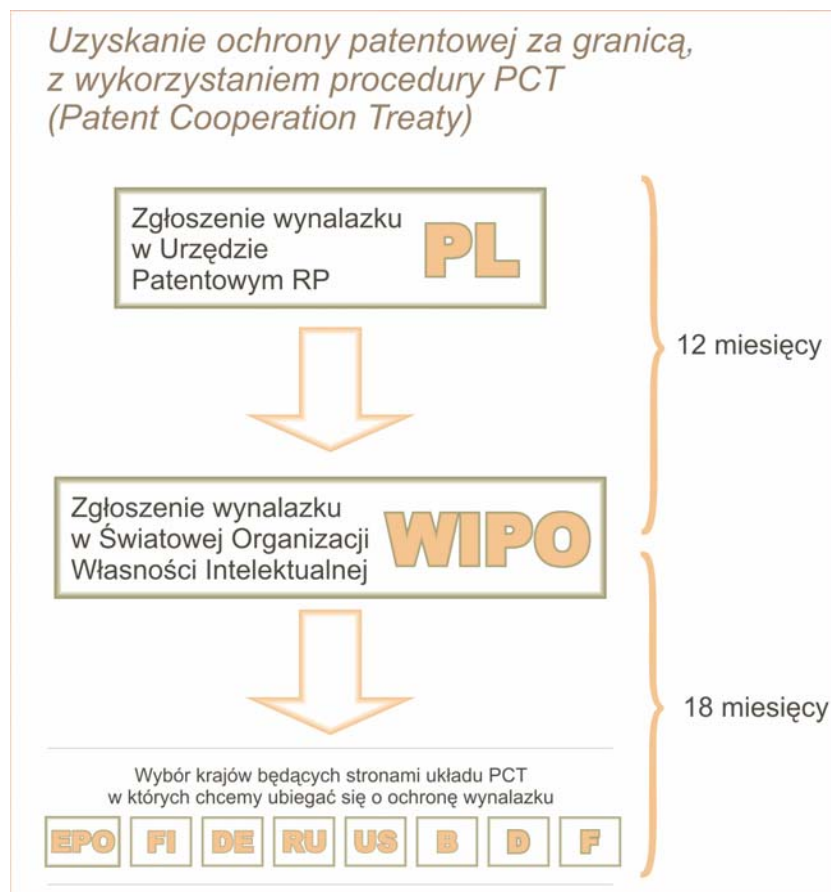 Uzyskanie ochrony patentowej za granicą,
z wykorzystaniem procedury PCT
(Patent Cooperation Treaty)
Zgłoszenie wynalazku
w Urzędzie
Patentowym RP
PL
12 miesięcy
Zgłoszenie wynalazku
w Światowej Organizacji
Własności Intelektualnej
WIPO
18 miesięcy
Wybór krajów będących stronami układu PCT
w których chcemy ubiegać się o ochronę wynalazku
EPO FI DE RU US B D F